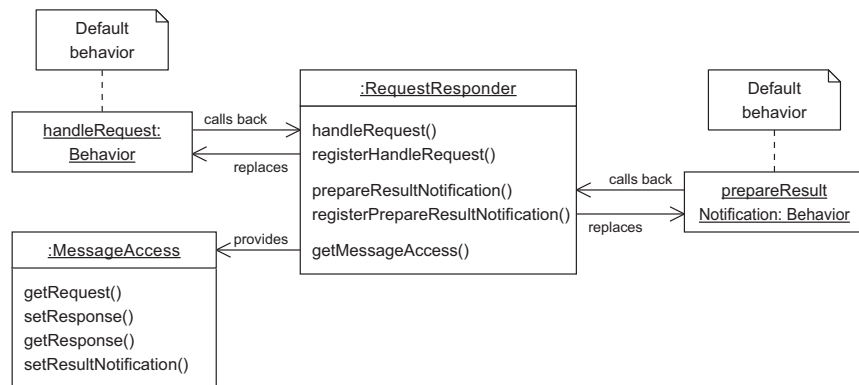 Default
behavior
handleRequest:
Behavior
calls back
replaces
:RequestResponder
handleRequest()
registerHandleRequest()
prepareResultNotification()
registerPrepareResultNotification()
getMessageAccess()
Default
behavior
calls back
replaces
prepareResult
Notification: Behavior
provides
:MessageAccess
getRequest()
setResponse()
getResponse()
setResultNotification()